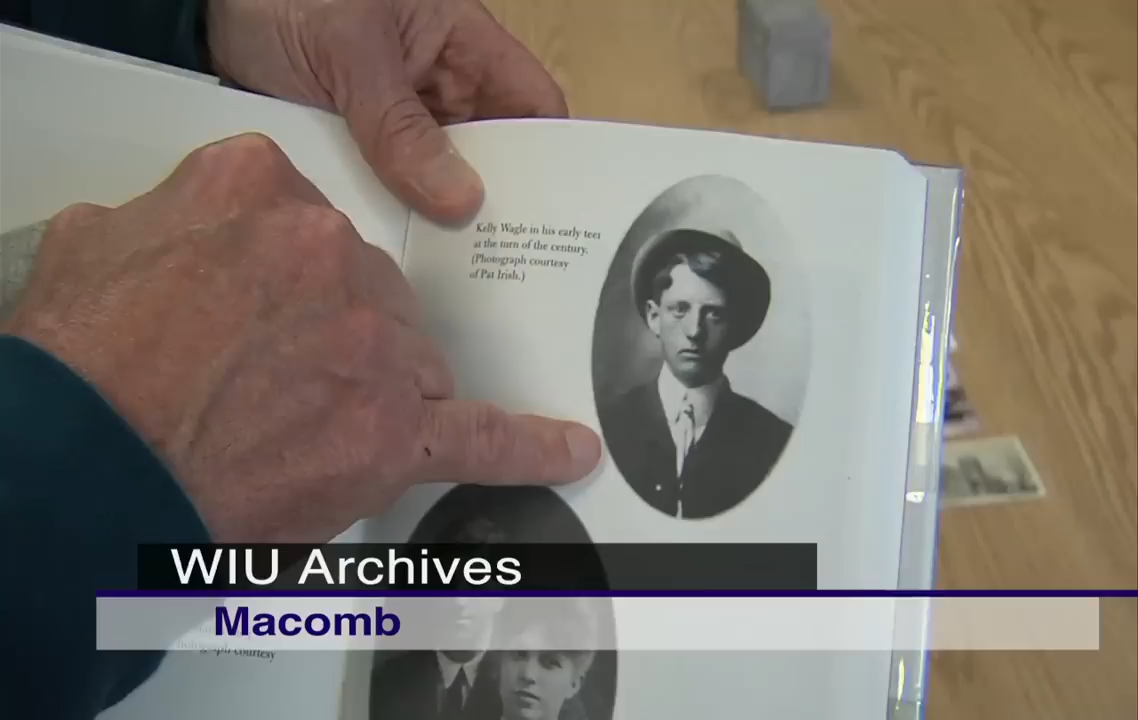 Kelly Wagle in his early
at the turn of the century.
(Photograph courtesy
of Pat Irish.)
WIU Archives
Macomb
courtesy